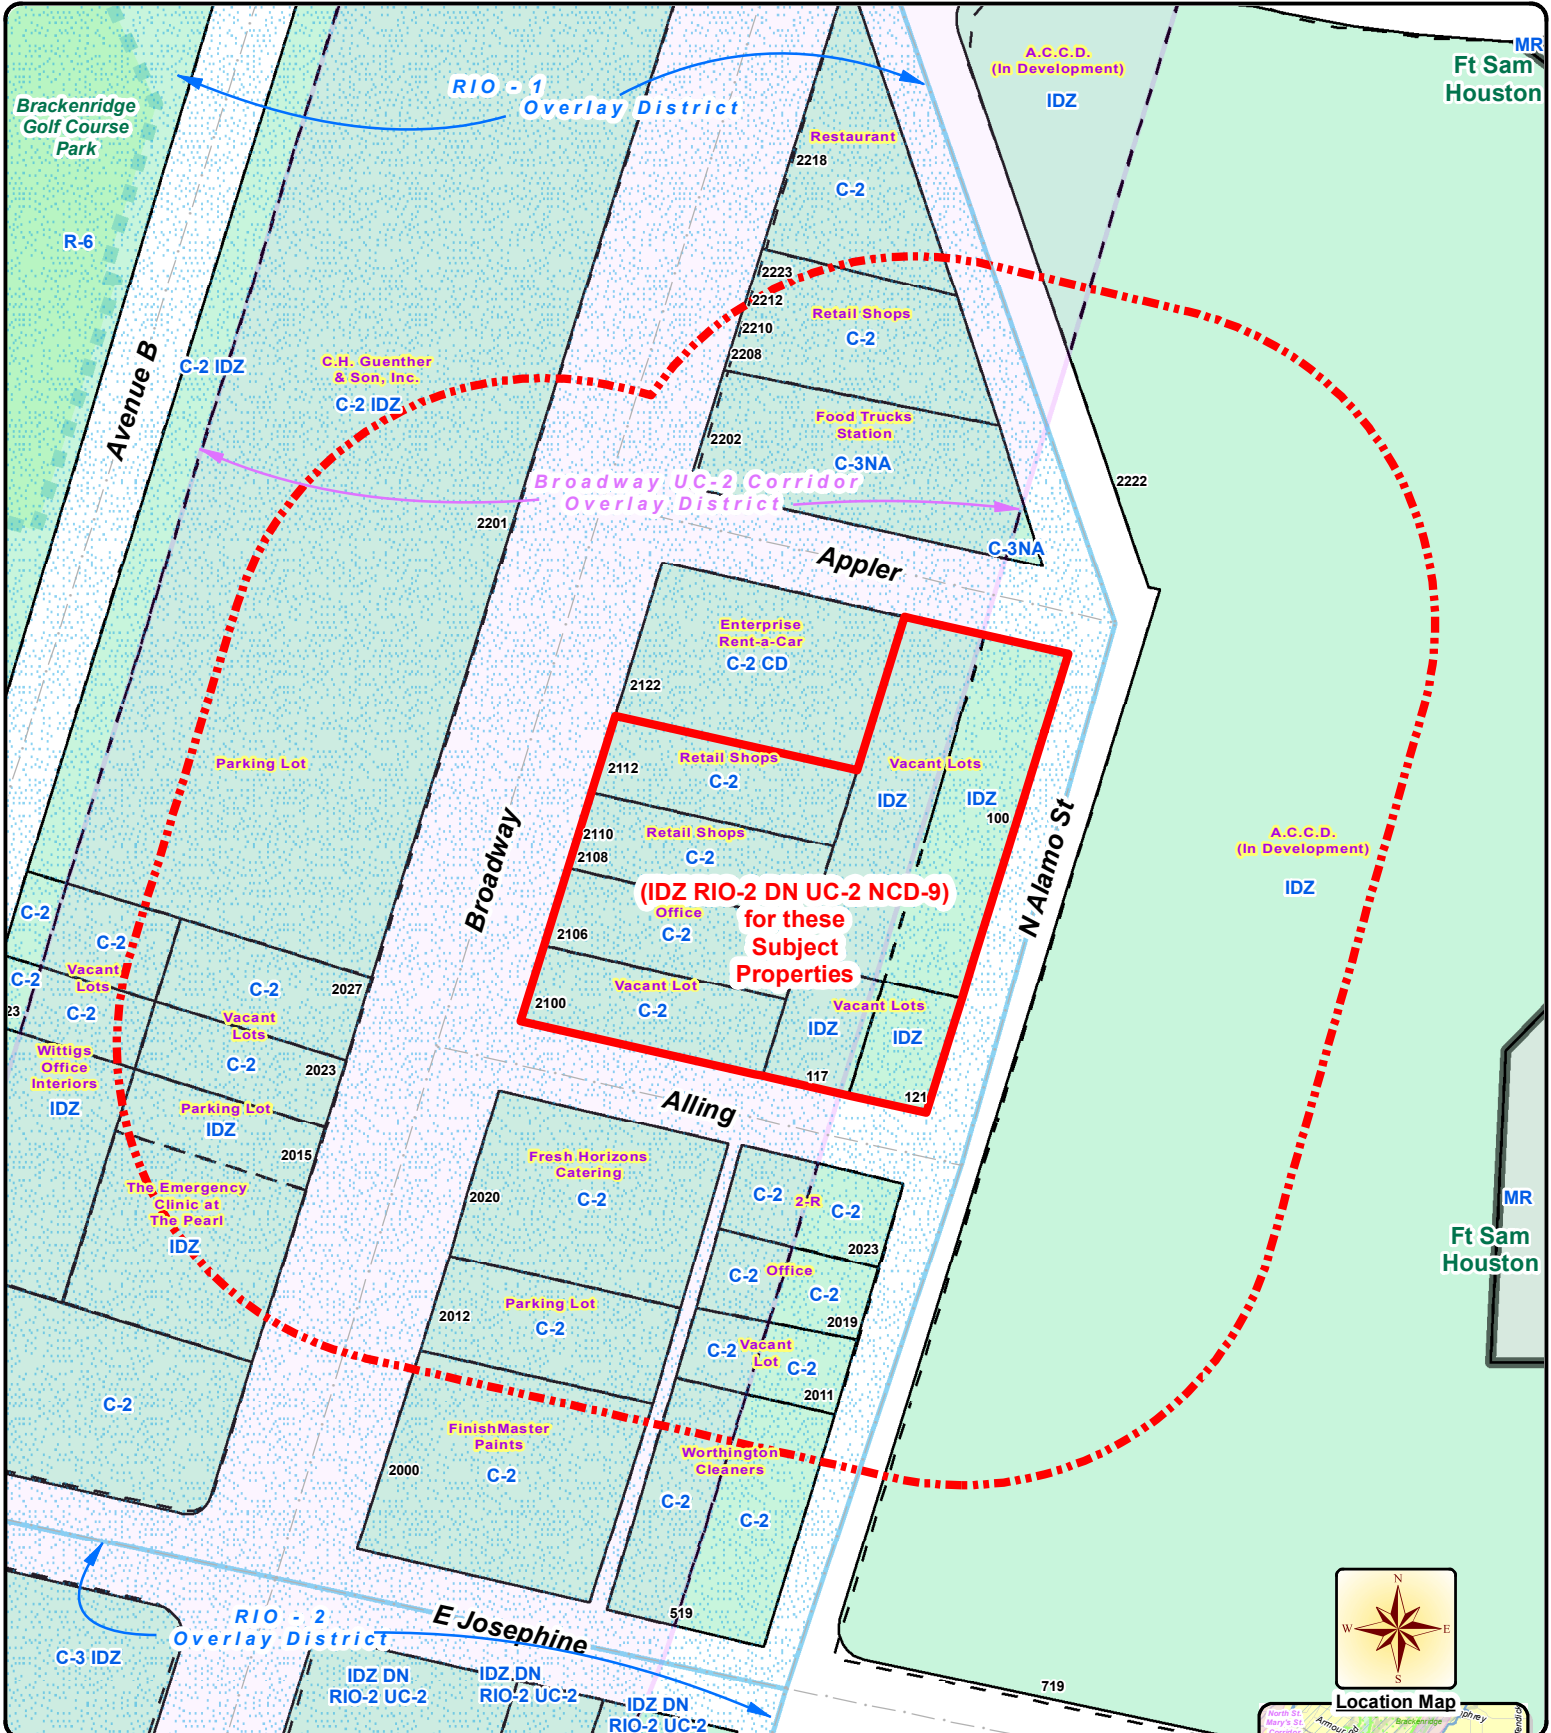 MR
Ft Sam
Houston
A.C.C.D.
(In Development)
IDZ
RIO - 1
Overlay District
Brackenridge
Golf Course
Park
R-6
Restaurant
2218
C-2
2223
2212
2210
2208
Retail Shops
C-2
Avenue B
C-2 IDZ
C.H. Guenther
& Son, Inc.
C-2 IDZ
Food Trucks
Station
2202
C-3NA
Broadway UC-2 Corridor
Overlay District
2222
2201
C-3NA
Appler
Enterprise
Rent-a-Car
C-2 CD
2122
Parking Lot
Retail Shops
2112
C-2
Vacant Lots
IDZ
IDZ
100
N Alamo St
Broadway
2110
Retail Shops
2108
C-2
A.C.C.D.
(In Development)
IDZ
(IDZ RIO-2 DN UC-2 NCD-9)
for these
Subject
Properties
Office
2106
C-2
C-2
C-2
Vacant
Lots
C-2
C-2
C-2
2027
Vacant Lot
2100
C-2
Vacant Lots
IDZ
IDZ
23
Vacant
Lots
C-2
2023
Wittigs
Office
Interiors
IDZ
117
121
Alling
Parking Lot
IDZ
2015
The Emergency
Clinic at
The Pearl
IDZ
Fresh Horizons
Catering
2020
C-2
C-2
2-R
C-2
2023
MR
Ft Sam
Houston
C-2
Office
C-2
2019
Parking Lot
2012
C-2
C-2
Vacant
Lot
C-2
2011
C-2
FinishMaster
Paints
2000
C-2
Worthington
Cleaners
C-2
C-2
519
E Josephine
RIO - 2
Overlay District
C-3 IDZ
IDZ DN
RIO-2 UC-2
IDZ DN
RIO-2 UC-2
IDZ DN
RIO-2 UC-2
719
N
W
E
S
Location Map
North St.
Mary's St.
Corridor
Armour Rd
Brackenridge